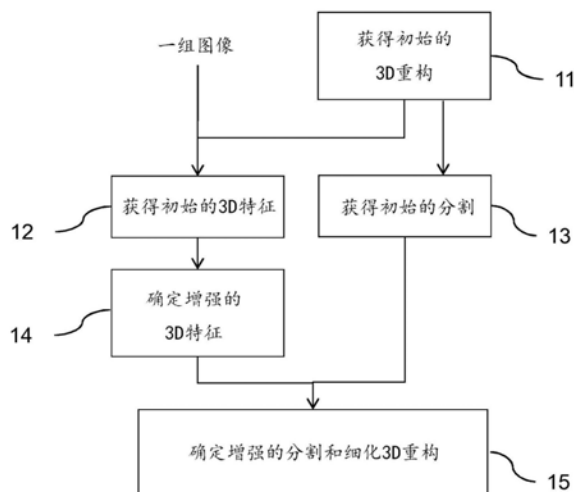 一组图像
获得初始的
3D重构
11
获得初始的3D特征
12
获得初始的分割
13
确定增强的
3D特征
14
确定增强的分割和细化3D重构
15